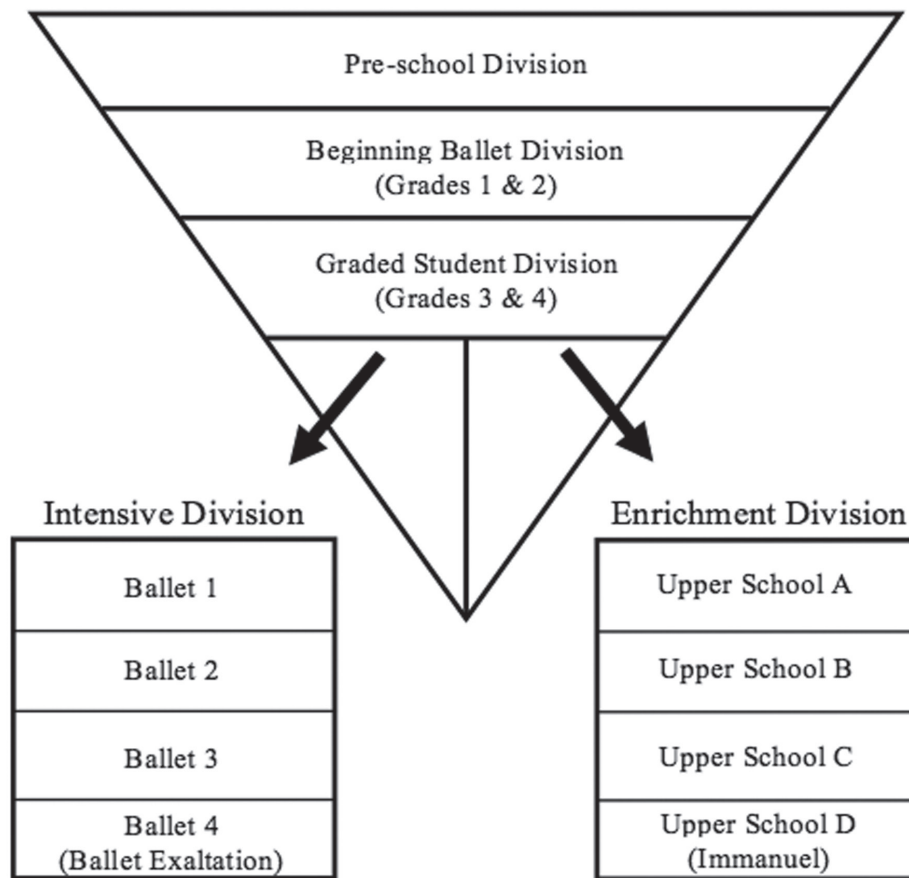 Pre-school Division
Beginning Ballet Division
(Grades 1 & 2)
Graded Student Division
(Grades 3 & 4)
Intensive Division
Ballet 1
Ballet 2
Ballet 3
Ballet 4
(Ballet Exaltation)
Enrichment Division
Upper School A
Upper School B
Upper School C
Upper School D
(Immanuel)